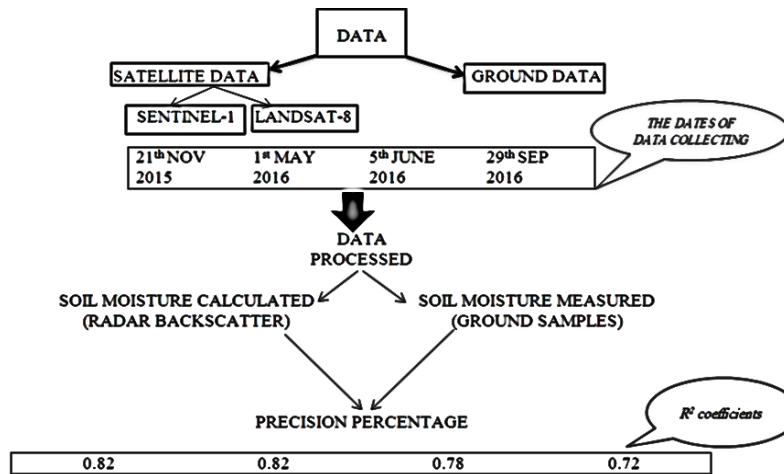 DATA
SATELLITE DATA
GROUND DATA
SENTINEL-1
LANDSAT-8
THE DATES OF
DATA COLLECTING
21th NOV
2015
1st MAY
2016
5th JUNE
2016
29th SEP
2016
DATA
PROCESSED
SOIL MOISTURE CALCULATED
(RADAR BACKSCATTER)
SOIL MOISTURE MEASURED
(GROUND SAMPLES)
PRECISION PERCENTAGE
R² coefficients
0.82 0.82 0.78 0.72